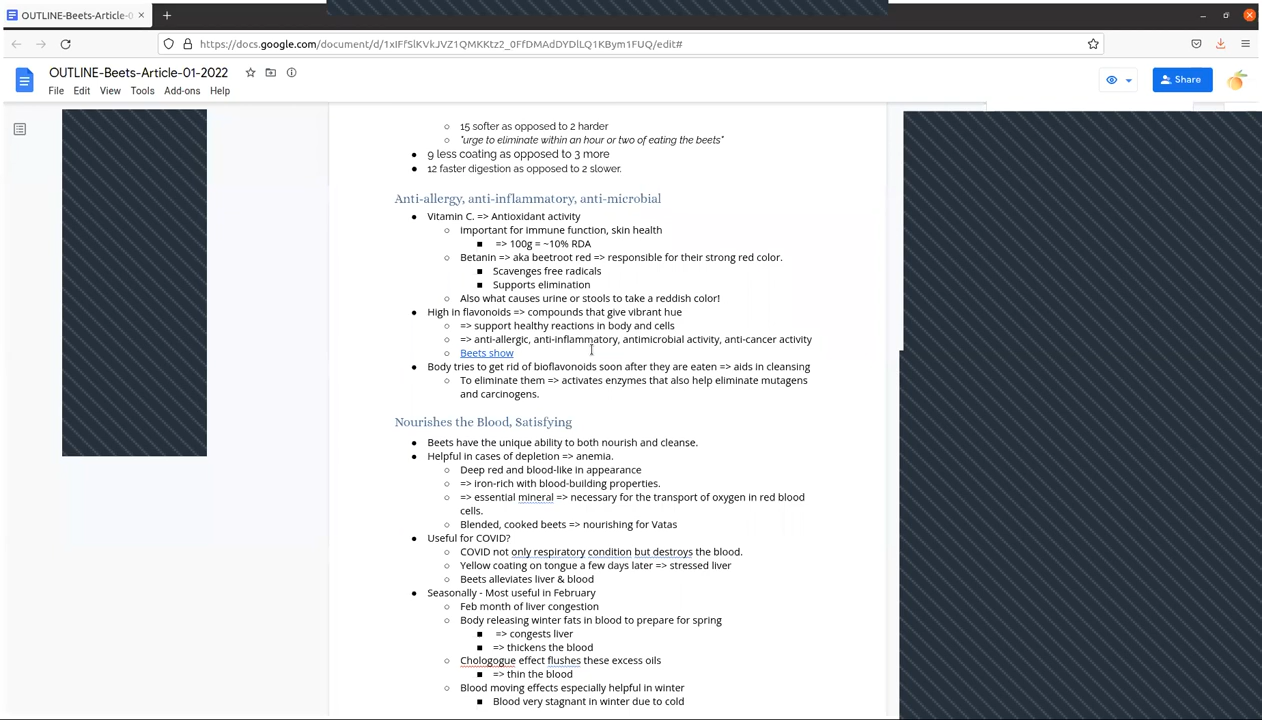 OUTLINE-Beets-Article-0
https://docs.google.com/document/d/1xIFfSlKVkJVZ1QMKKtz2_0FfDMAdDYDlLQ1KBym1FUQ/edit#
OUTLINE-Beets-Article-01-2022
File Edit View Tools Add-ons Help
Share
15 softer as opposed to 2 harder
"urge to eliminate within an hour or two of eating the beets"
9 less coating as opposed to 3 more
12 faster digestion as opposed to 2 slower.
Anti-allergy, anti-inflammatory, anti-microbial
Vitamin C. => Antioxidant activity
Important for immune function, skin health
=> 100g = ~10% RDA
Betanin => aka beetroot red => responsible for their strong red color.
Scavenges free radicals
Supports elimination
Also what causes urine or stools to take a reddish color!
High in flavonoids => compounds that give vibrant hue
=> support healthy reactions in body and cells
=> anti-allergic, anti-inflammatory, antimicrobial activity, anti-cancer activity
Beets show
Body tries to get rid of bioflavonoids soon after they are eaten => aids in cleansing
To eliminate them => activates enzymes that also help eliminate mutagens
and carcinogens.
Nourishes the Blood, Satisfying
Beets have the unique ability to both nourish and cleanse.
Helpful in cases of depletion => anemia.
Deep red and blood-like in appearance
=> iron-rich with blood-building properties.
=> essential mineral => necessary for the transport of oxygen in red blood
cells.
Blended, cooked beets => nourishing for Vatas
Useful for COVID?
COVID not only respiratory condition but destroys the blood.
Yellow coating on tongue a few days later => stressed liver
Beets alleviates liver & blood
Seasonally - Most useful in February
Feb month of liver congestion
Body releasing winter fats in blood to prepare for spring
=> congests liver
=> thickens the blood
Chologogue effect flushes these excess oils
=> thin the blood
Blood moving effects especially helpful in winter
Blood very stagnant in winter due to cold